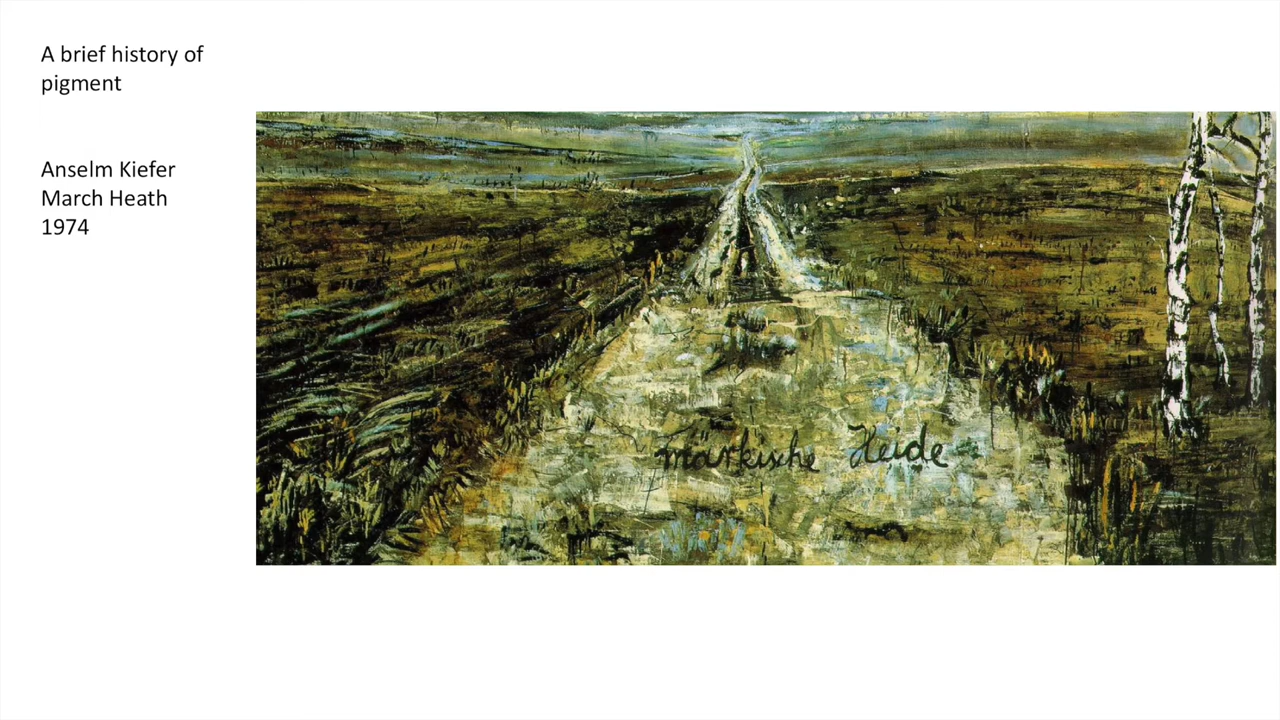 A brief history of
pigment
Anselm Kiefer
March Heath
1974
märkische Heide